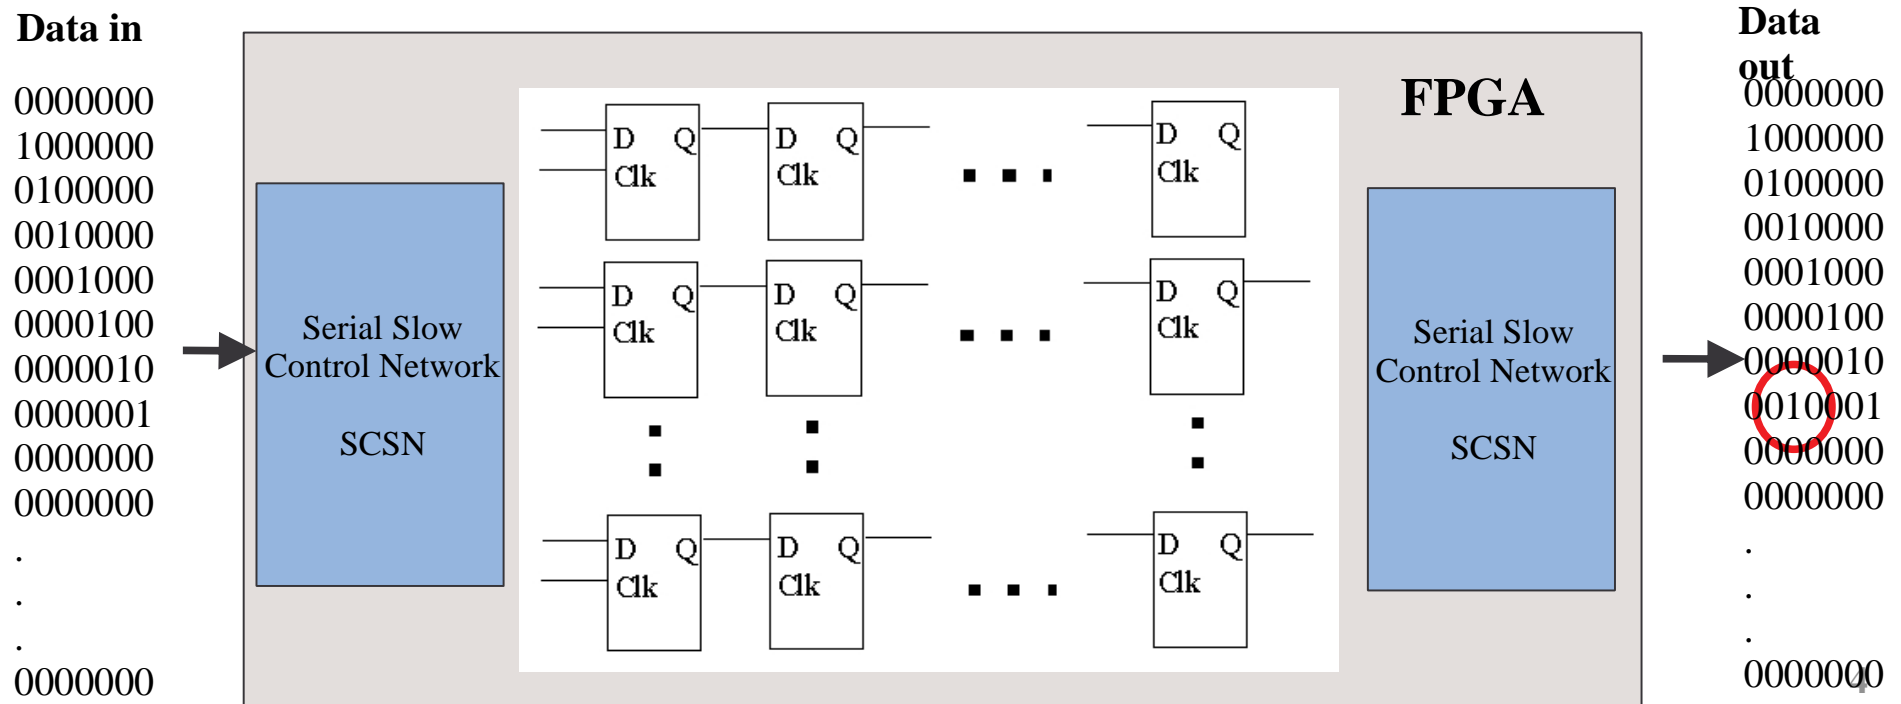 Data in
0000000
1000000
0100000
0010000
0001000
0000100
0000010
0000001
0000000
0000000
.
.
.
0000000
Serial Slow
Control Network
SCSN
FPGA
D Q
Clk
D Q
Clk
D Q
Clk
D Q
Clk
D Q
Clk
D Q
Clk
D Q
Clk
D Q
Clk
D Q
Clk
Serial Slow
Control Network
SCSN
Data
out
0000000
1000000
0100000
0010000
0001000
0000100
0000010
0010001
0000000
0000000
.
.
.
0000000
4